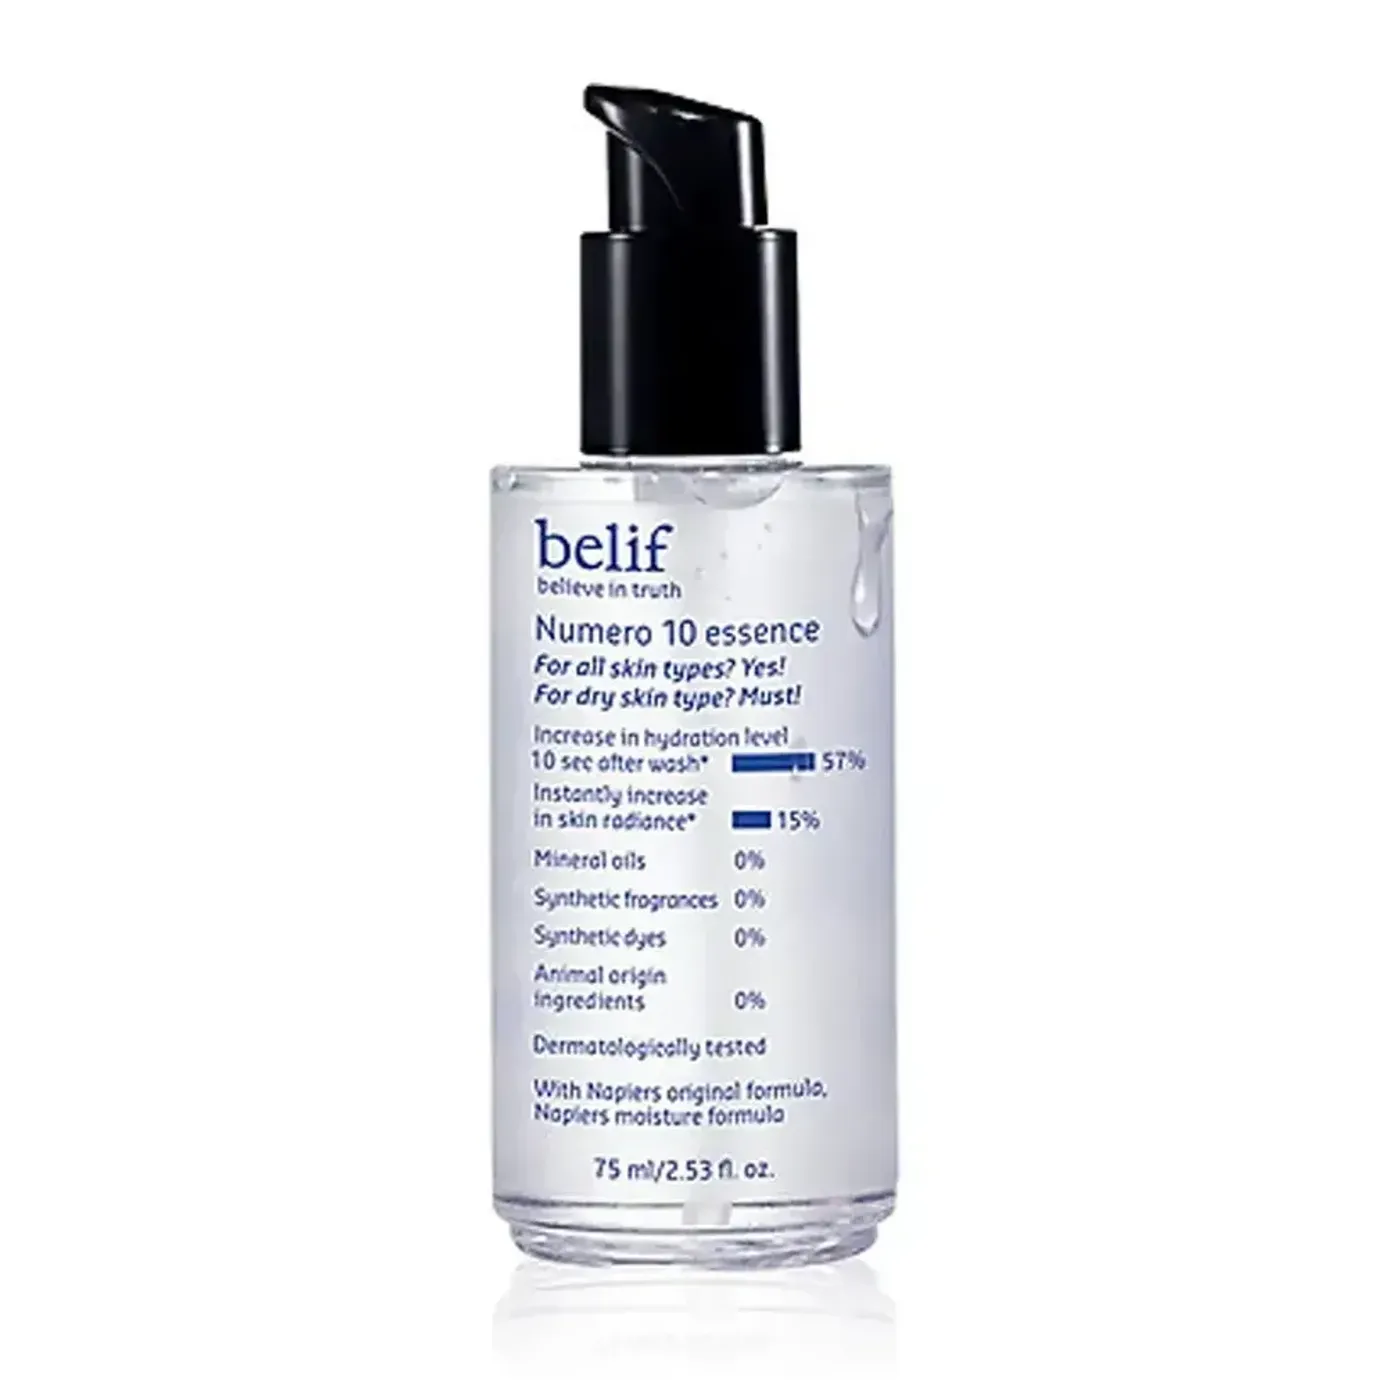 belif
believe in truth
Numero 10 essence
For all skin types? Yes!
For dry skin type? Must!
Increase in hydration level
10 sec after wash* 57%
Instantly increase
in skin radiance* 15%
Mineral oils 0%
Synthetic fragrances 0%
Synthetic dyes 0%
Animal origin
ingredients 0%
Dermatologically tested
With Napiers original formula,
Napiers moisture formula
75 ml/2.53 fl. oz.